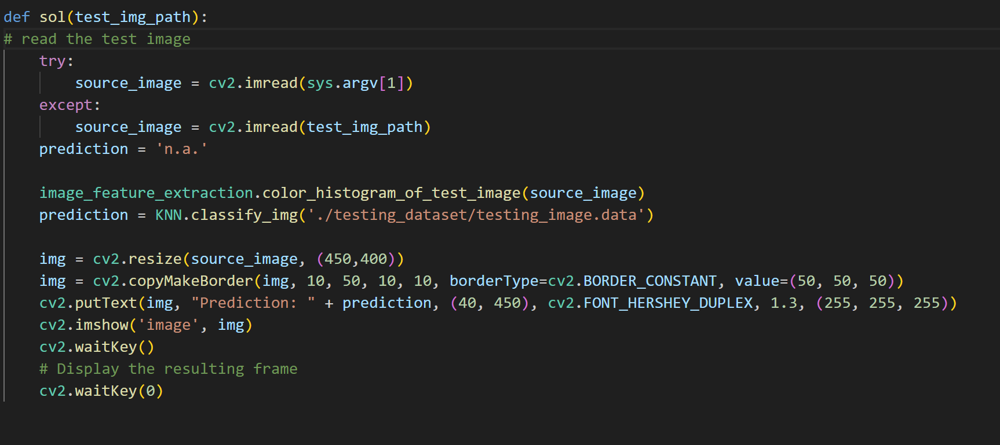 def sol(test_img_path):
# read the test image
    try:
        source_image = cv2.imread(sys.argv[1])
    except:
        source_image = cv2.imread(test_img_path)
    prediction = 'n.a.'

    image_feature_extraction.color_histogram_of_test_image(source_image)
    prediction = KNN.classify_img('./testing_dataset/testing_image.data')

    img = cv2.resize(source_image, (450,400))
    img = cv2.copyMakeBorder(img, 10, 50, 10, 10, borderType=cv2.BORDER_CONSTANT, value=(50, 50, 50))
    cv2.putText(img, "Prediction: " + prediction, (40, 450), cv2.FONT_HERSHEY_DUPLEX, 1.3, (255, 255, 255))
    cv2.imshow('image', img)
    cv2.waitKey()
    # Display the resulting frame
    cv2.waitKey(0)